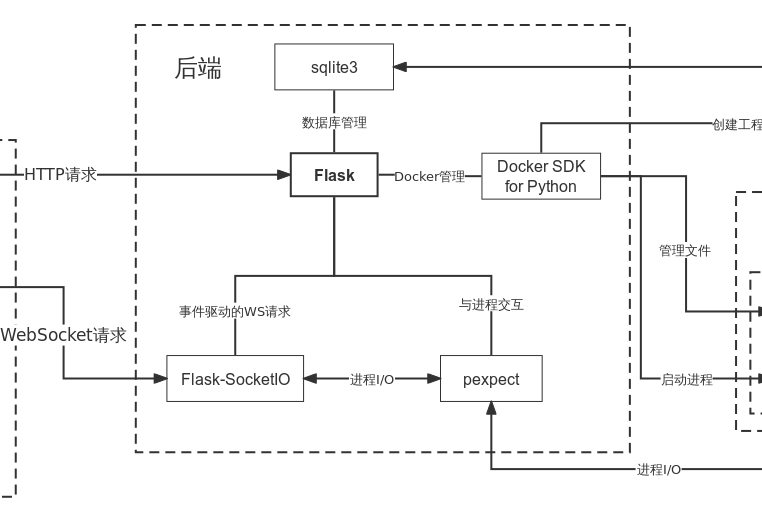 后端
sqlite3
数据库管理
创建工程
HTTP请求
Flask
Docker管理
Docker SDK
for Python
管理文件
事件驱动的WS请求
与进程交互
WebSocket请求
Flask-SocketIO
进程I/O
pexpect
启动进程
进程I/O